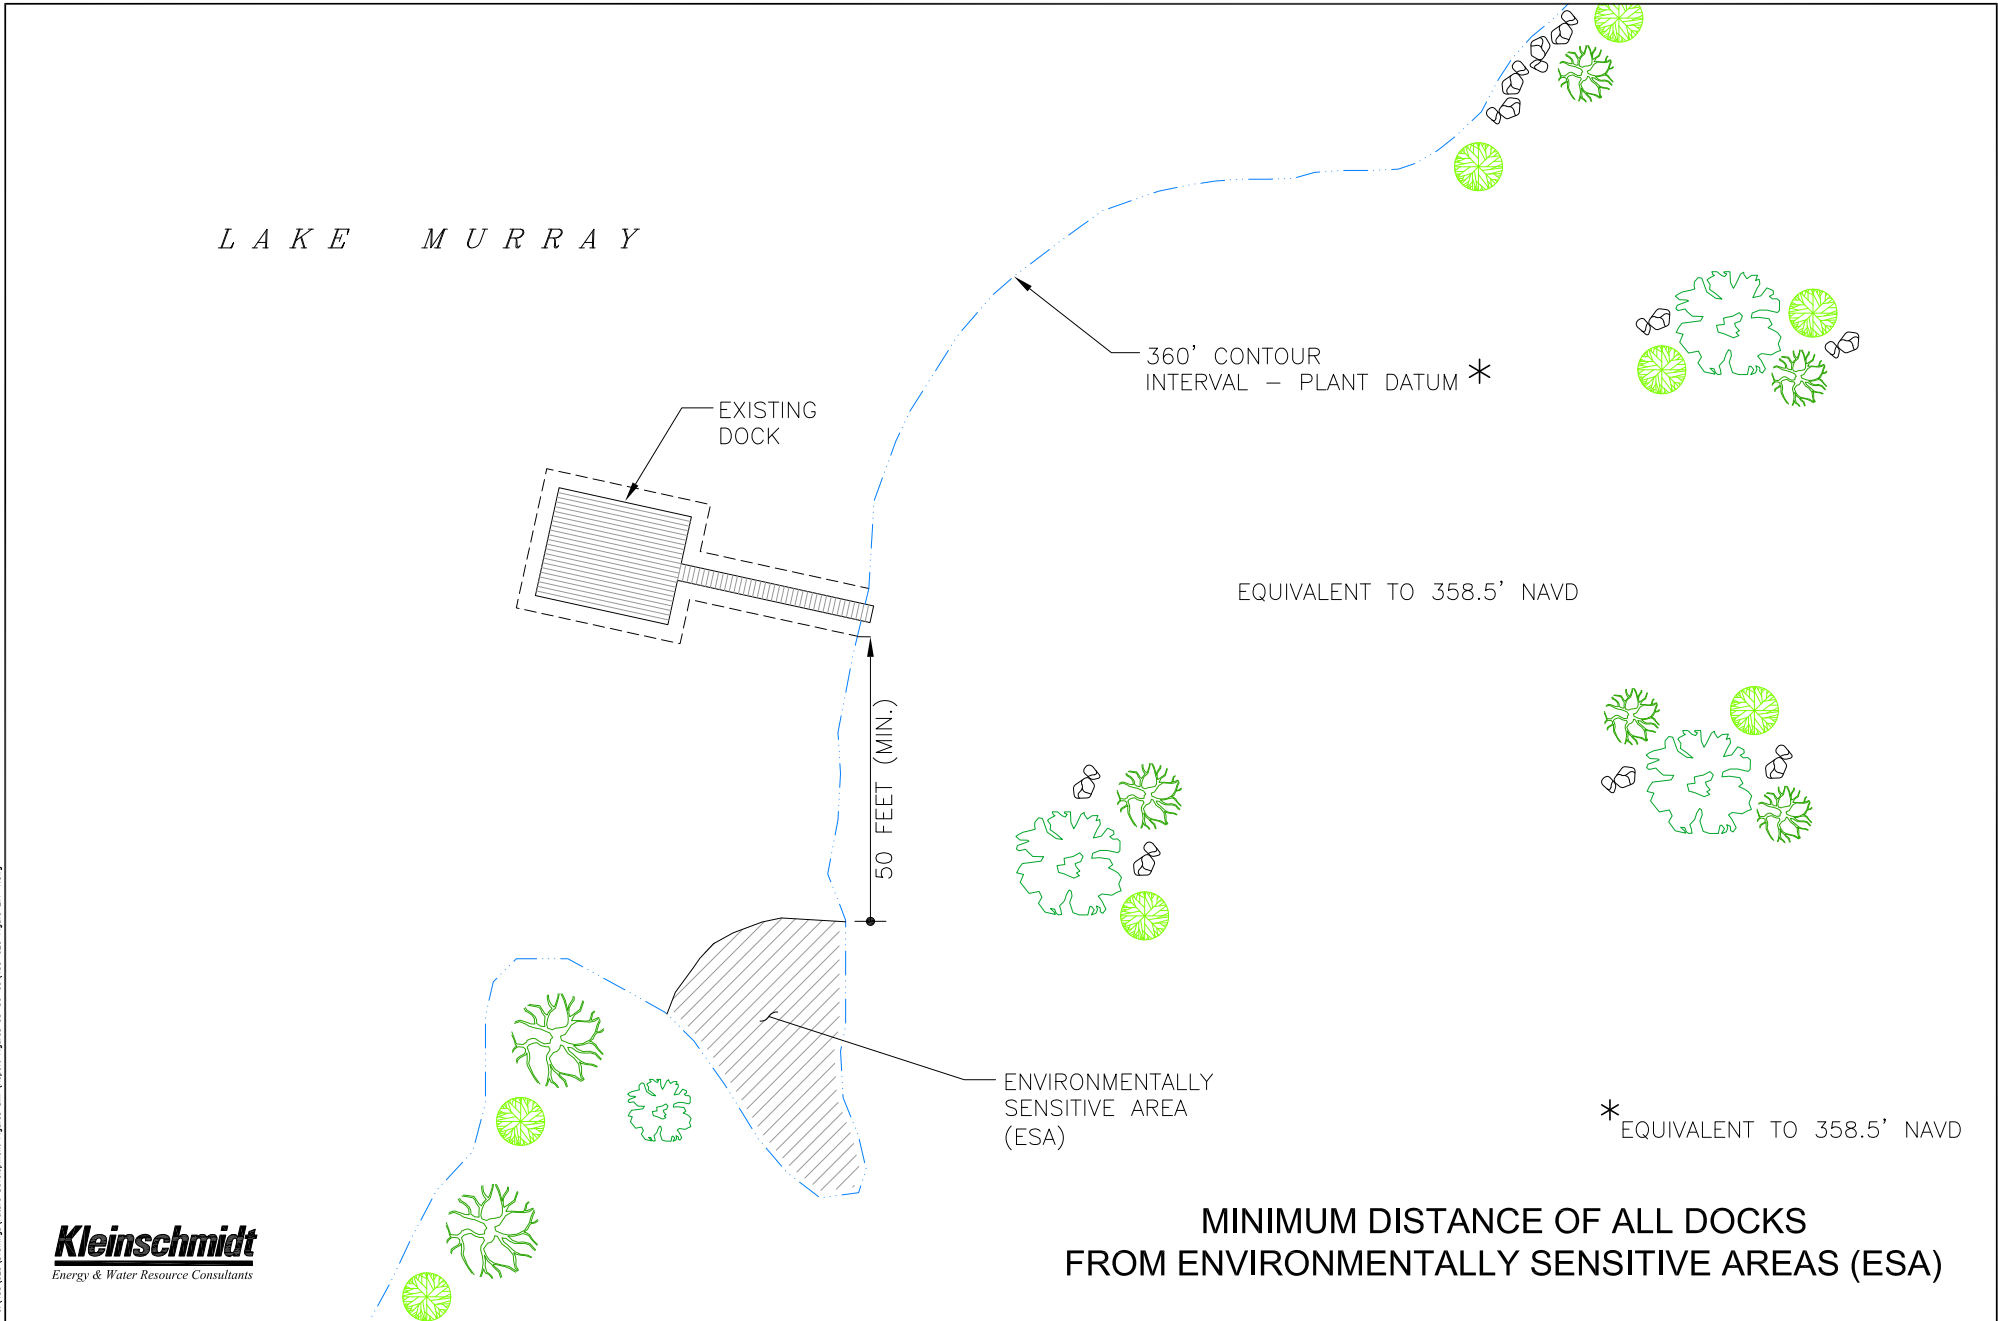 LAKE MURRAY
360' CONTOUR
INTERVAL – PLANT DATUM *
EXISTING
DOCK
EQUIVALENT TO 358.5' NAVD
50 FEET (MIN.)
ENVIRONMENTALLY
SENSITIVE AREA
(ESA)
* EQUIVALENT TO 358.5' NAVD
MINIMUM DISTANCE OF ALL DOCKS
FROM ENVIRONMENTALLY SENSITIVE AREAS (ESA)
Kleinschmidt
Energy & Water Resource Consultants